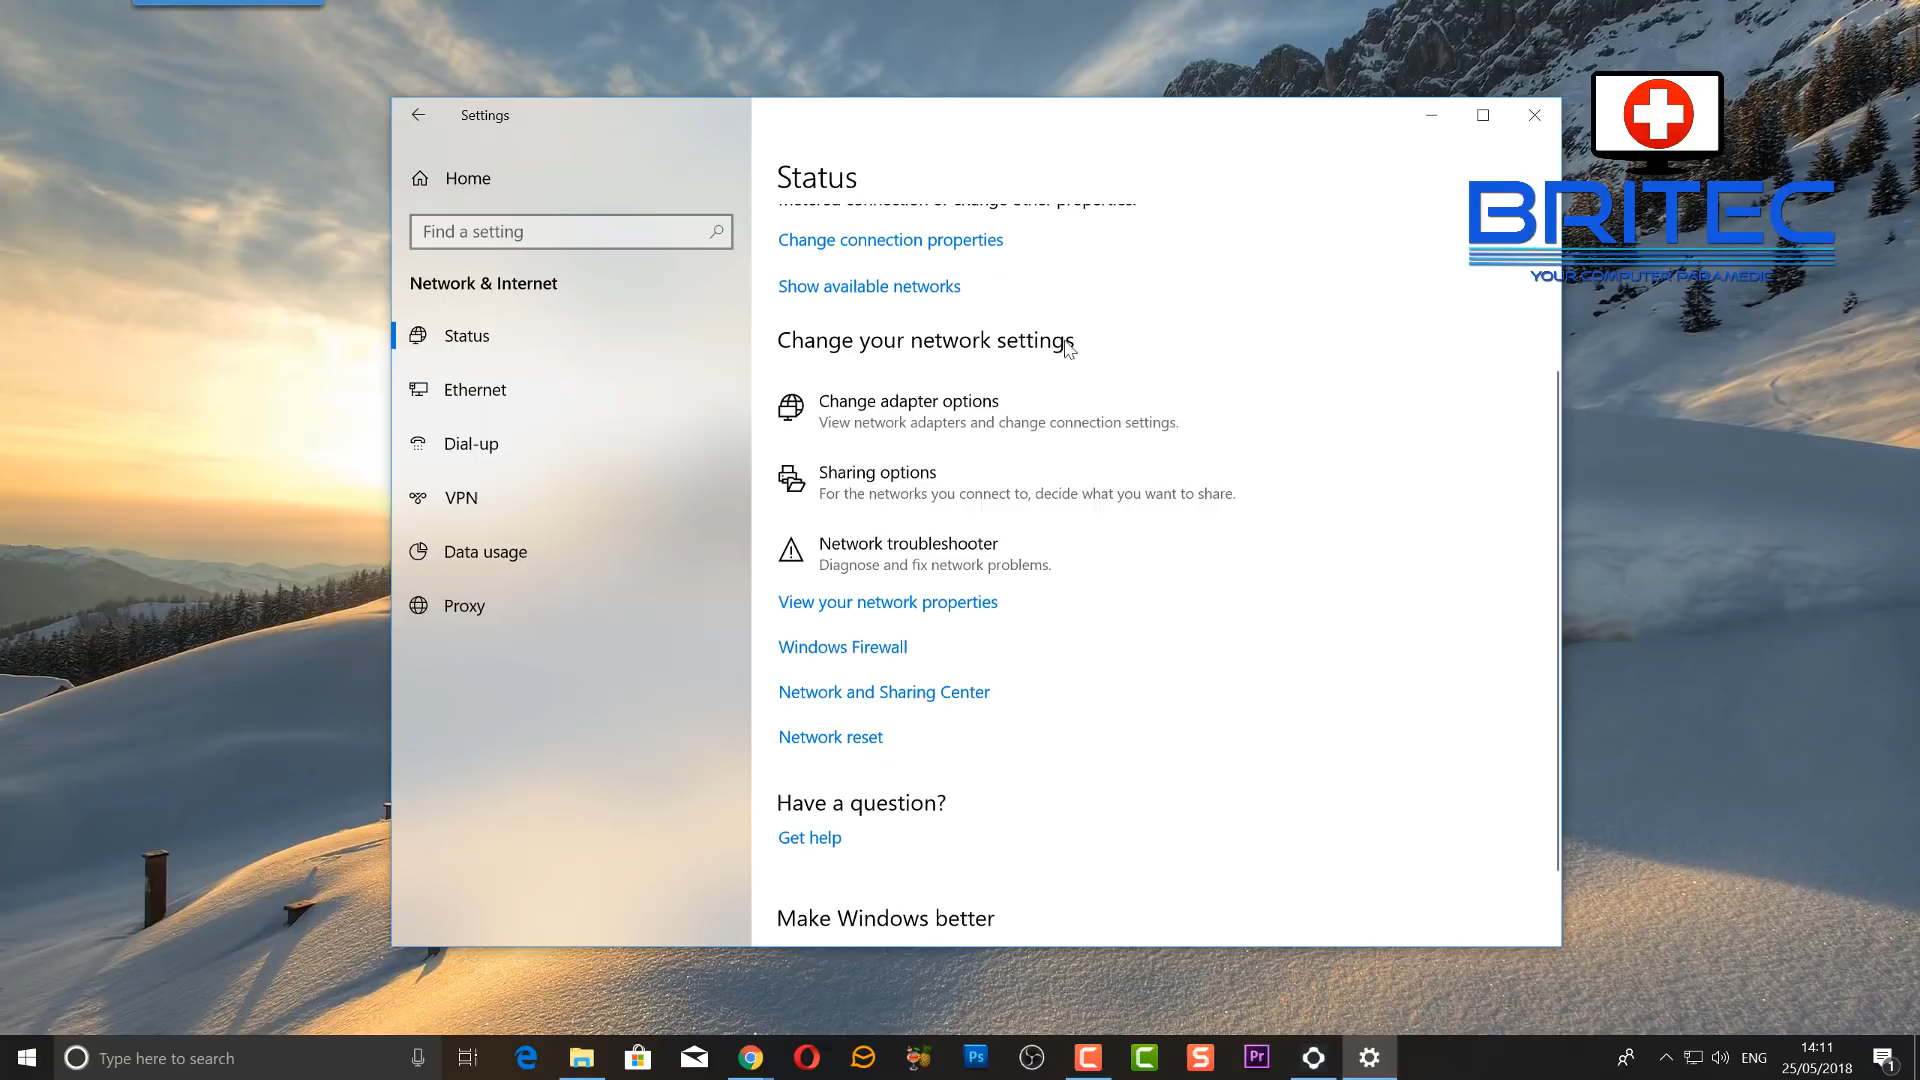 Settings
Home
Find a setting
Network & Internet
Status
Ethernet
Dial-up
VPN
Data usage
Proxy
Status
metered connection or change other properties.
Change connection properties
Show available networks
Change your network settings
Change adapter options
View network adapters and change connection settings.
Sharing options
For the networks you connect to, decide what you want to share.
Network troubleshooter
Diagnose and fix network problems.
View your network properties
Windows Firewall
Network and Sharing Center
Network reset
Have a question?
Get help
Make Windows better
BRITEC
YOUR COMPUTER PARAMEDIC
Type here to search
Ps
Pr
ENG
14:11
25/05/2018
1